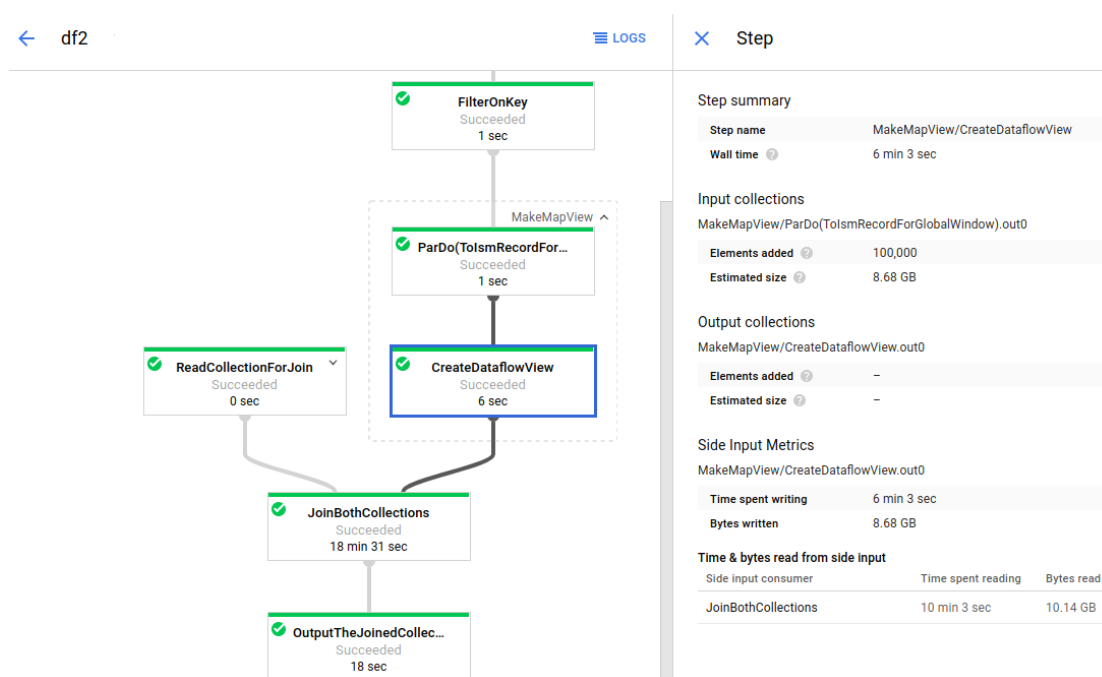 df2
LOGS
FilterOnKey
Succeeded
1 sec
MakeMapView
ParDo(ToIsmRecordFor...
Succeeded
1 sec
ReadCollectionForJoin
Succeeded
0 sec
CreateDataflowView
Succeeded
6 sec
JoinBothCollections
Succeeded
18 min 31 sec
OutputTheJoinedCollec...
Succeeded
18 sec
Step
Step summary
Step name MakeMapView/CreateDataflowView
Wall time ? 6 min 3 sec
Input collections
MakeMapView/ParDo(ToIsmRecordForGlobalWindow).out0
Elements added ? 100,000
Estimated size ? 8.68 GB
Output collections
MakeMapView/CreateDataflowView.out0
Elements added ? –
Estimated size ? –
Side Input Metrics
MakeMapView/CreateDataflowView.out0
Time spent writing 6 min 3 sec
Bytes written 8.68 GB
Time & bytes read from side input
Side input consumer Time spent reading Bytes read
JoinBothCollections 10 min 3 sec 10.14 GB